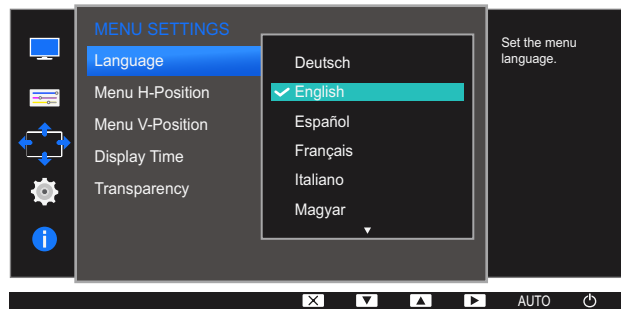 MENU SETTINGS
Language
Menu H-Position
Menu V-Position
Display Time
Transparency
Deutsch
English
Español
Français
Italiano
Magyar
Set the menu
language.
AUTO